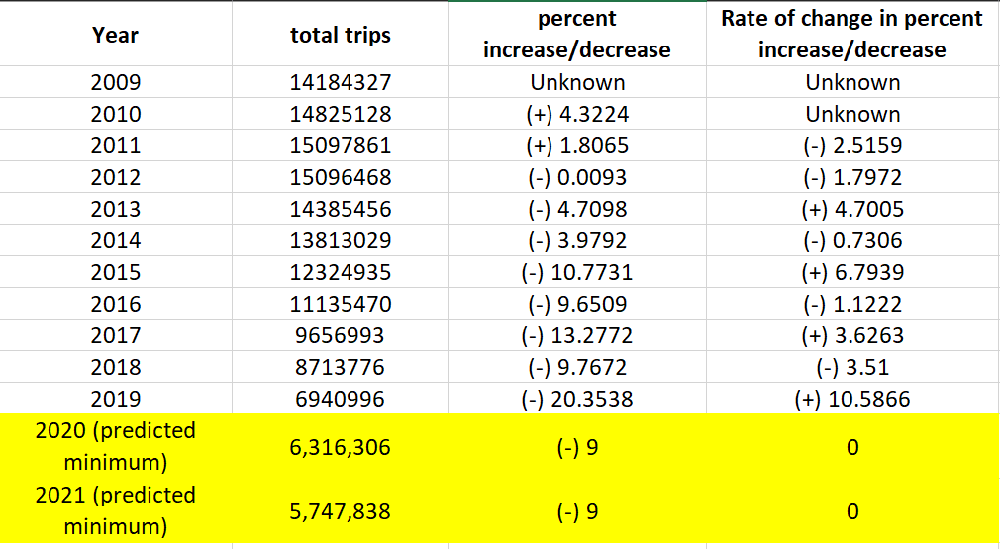 Year total trips percent increase/decrease Rate of change in percent increase/decrease
2009 14184327 Unknown Unknown
2010 14825128 (+) 4.3224 Unknown
2011 15097861 (+) 1.8065 (-) 2.5159
2012 15096468 (-) 0.0093 (-) 1.7972
2013 14385456 (-) 4.7098 (+) 4.7005
2014 13813029 (-) 3.9792 (-) 0.7306
2015 12324935 (-) 10.7731 (+) 6.7939
2016 11135470 (-) 9.6509 (-) 1.1222
2017 9656993 (-) 13.2772 (+) 3.6263
2018 8713776 (-) 9.7672 (-) 3.51
2019 6940996 (-) 20.3538 (+) 10.5866
2020 (predicted minimum) 6,316,306 (-) 9 0
2021 (predicted minimum) 5,747,838 (-) 9 0